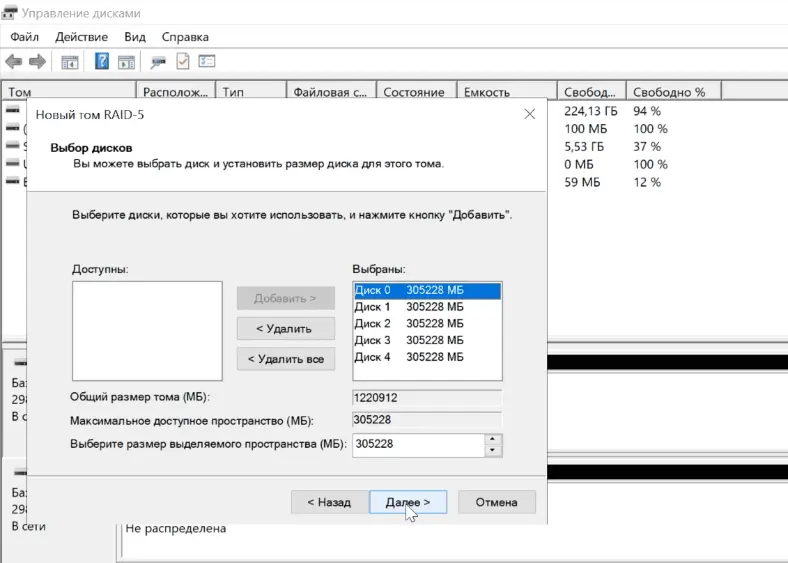 Управление дисками
Файл Действие Вид Справка
Том Располож... Тип Файловая с... Состояние Емкость Свобод... Свободно %
224,13 ГБ 94 %
100 МБ 100 %
5,53 ГБ 37 %
0 МБ 100 %
59 МБ 12 %
Новый том RAID-5
Выбор дисков
Вы можете выбрать диск и установить размер диска для этого тома.
Выберите диски, которые вы хотите использовать, и нажмите кнопку "Добавить".
Доступны: Выбраны:
Добавить >
< Удалить
< Удалить все
Диск 0 305228 МБ
Диск 1 305228 МБ
Диск 2 305228 МБ
Диск 3 305228 МБ
Диск 4 305228 МБ
Общий размер тома (МБ): 1220912
Максимальное доступное пространство (МБ): 305228
Выберите размер выделяемого пространства (МБ): 305228
< Назад Далее > Отмена
Баз
298
В с
Баз
298
В сети
Не распределена